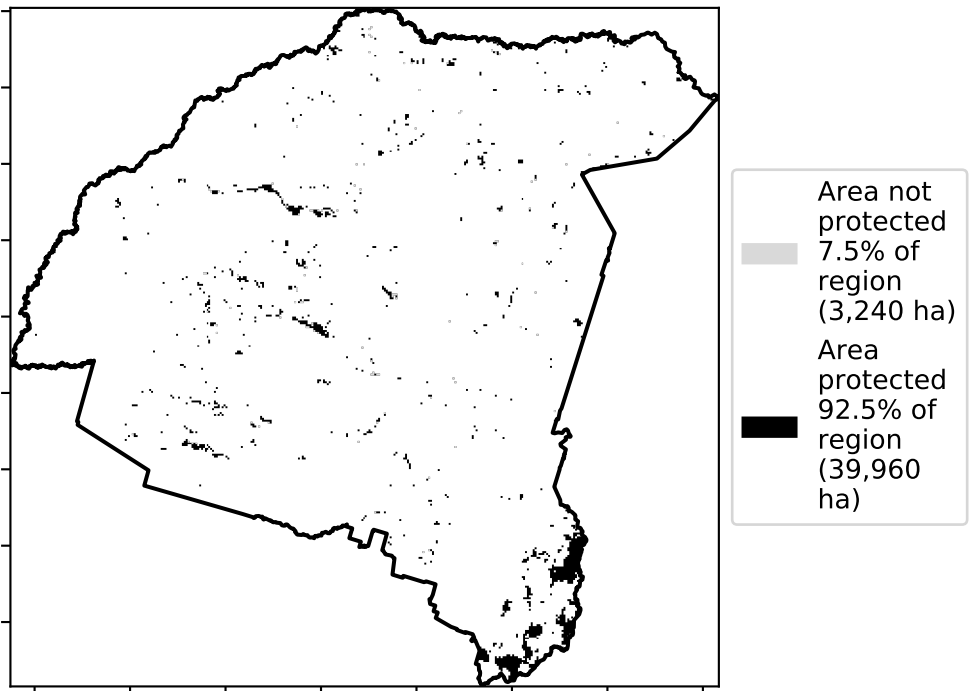 Area not
protected
7.5% of
region
(3,240 ha)
Area
protected
92.5% of
region
(39,960
ha)